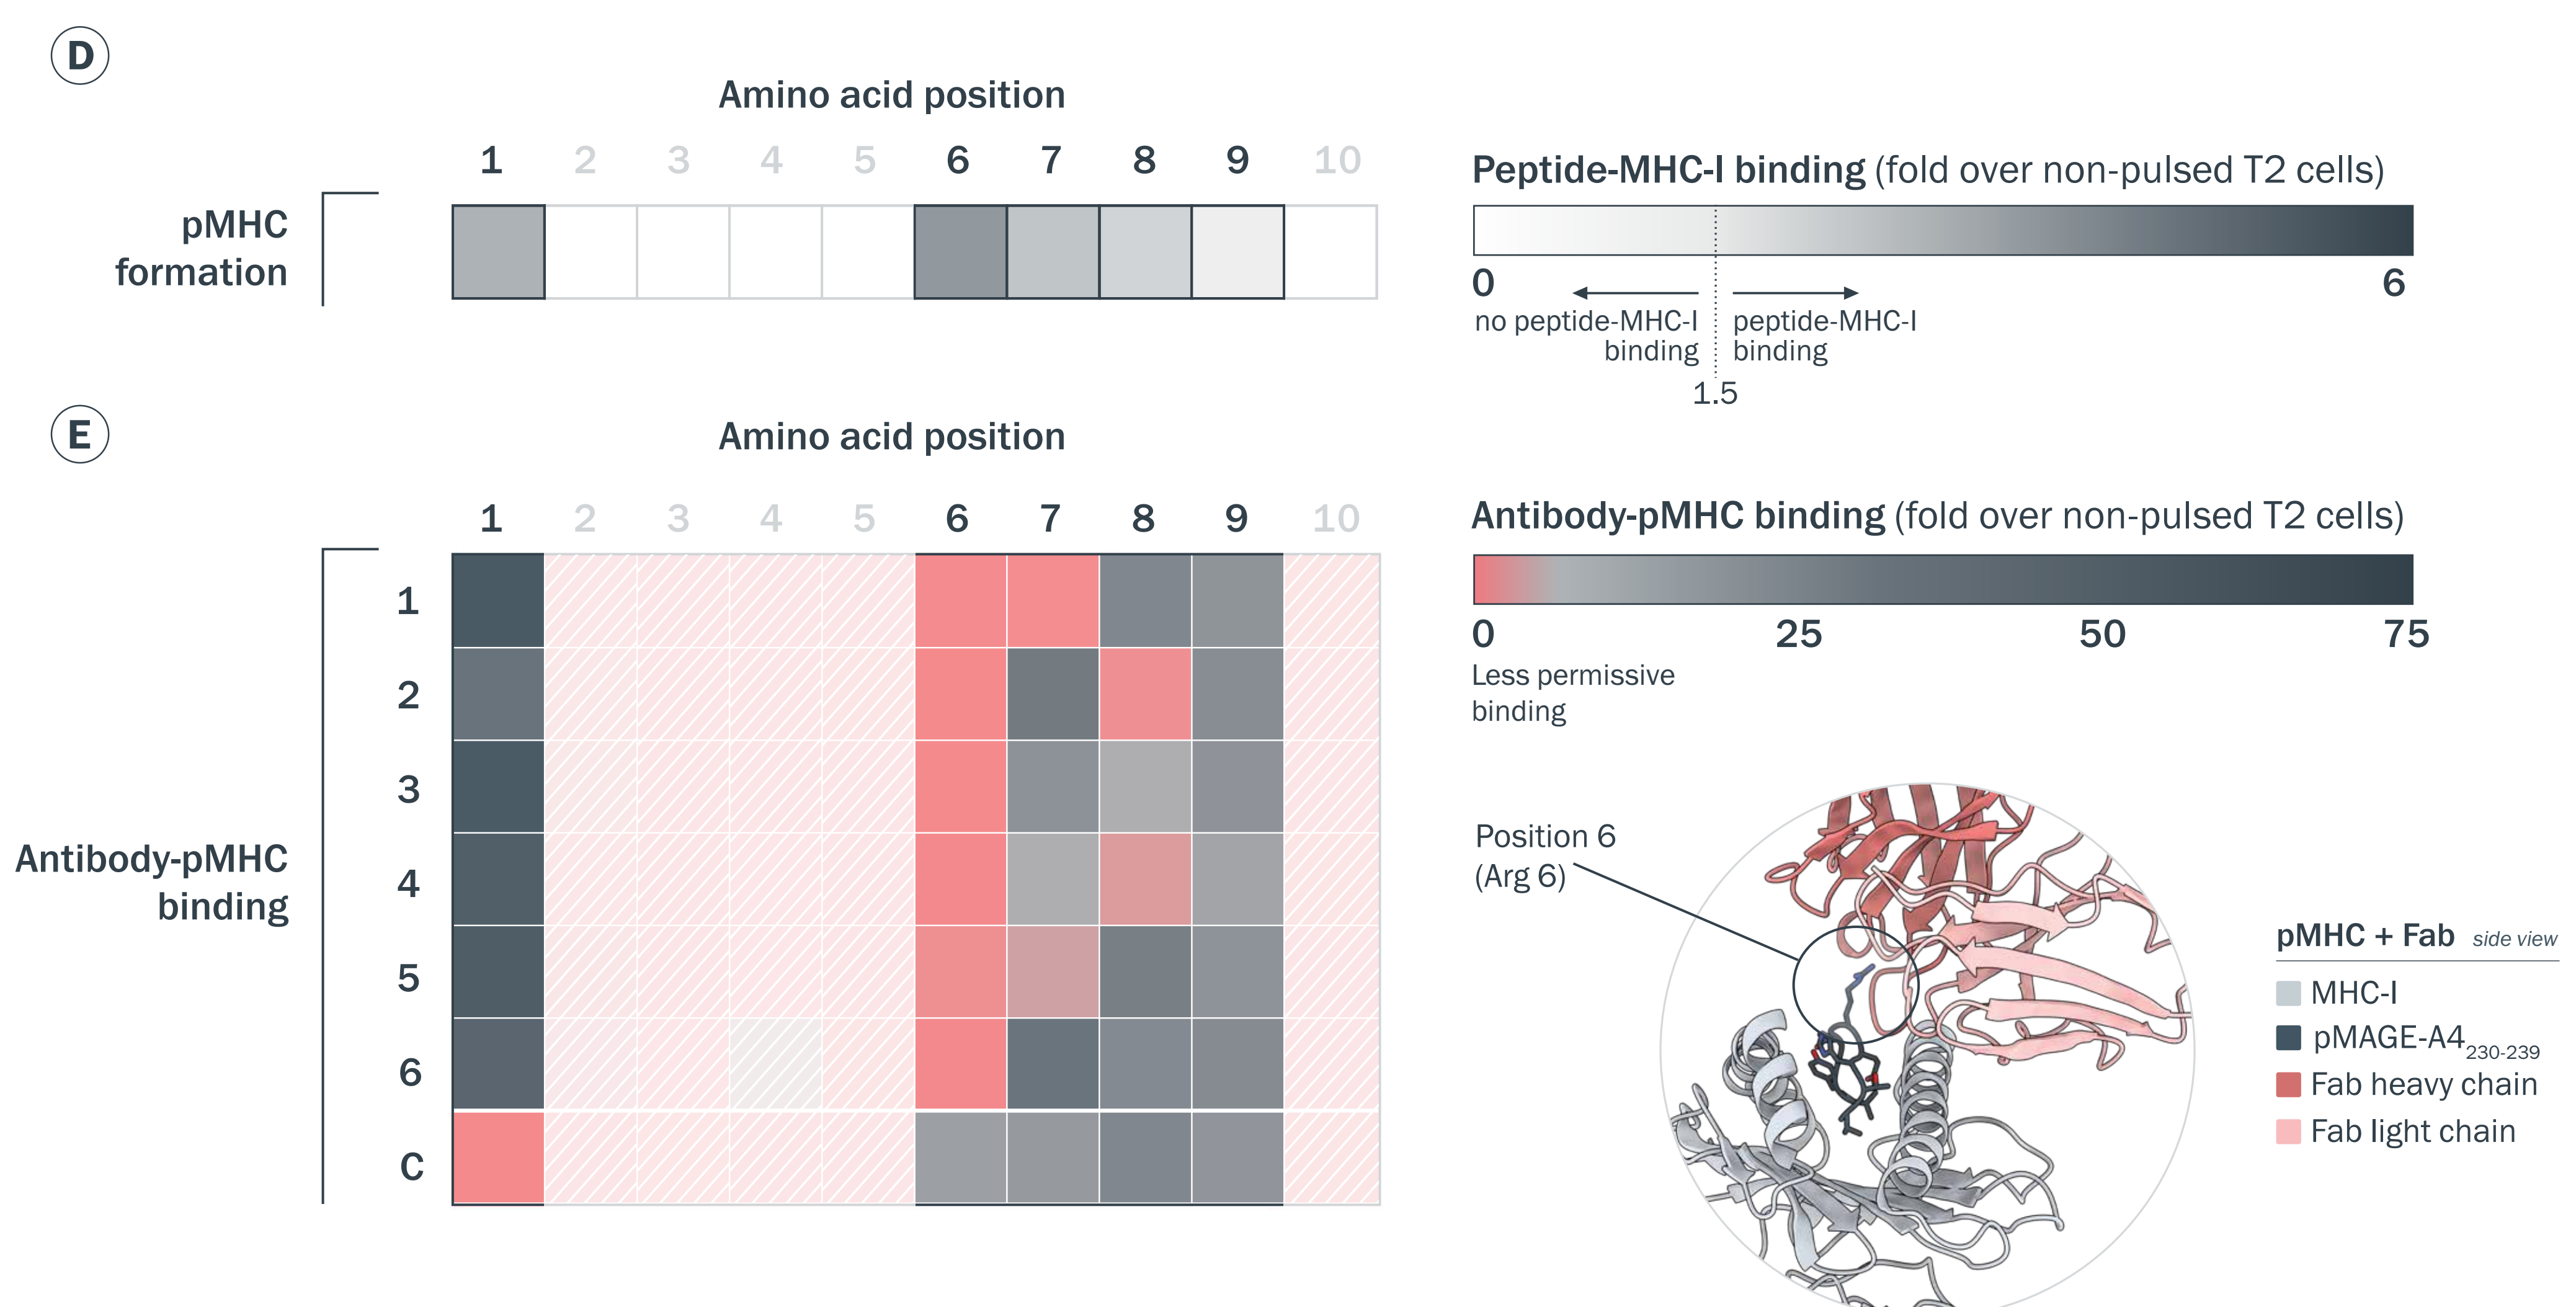 D
Amino acid position
1 2 3 4 5 6 7 8 9 10
pMHC
formation
Peptide-MHC-I binding (fold over non-pulsed T2 cells)
0 6
no peptide-MHC-I
binding
peptide-MHC-I
binding
1.5
E
Amino acid position
1 2 3 4 5 6 7 8 9 10
Antibody-pMHC
binding
1
2
3
4
5
6
C
Antibody-pMHC binding (fold over non-pulsed T2 cells)
0 25 50 75
Less permissive
binding
Position 6
(Arg 6)
pMHC + Fab side view
MHC-I
pMAGE-A4230-239
Fab heavy chain
Fab light chain